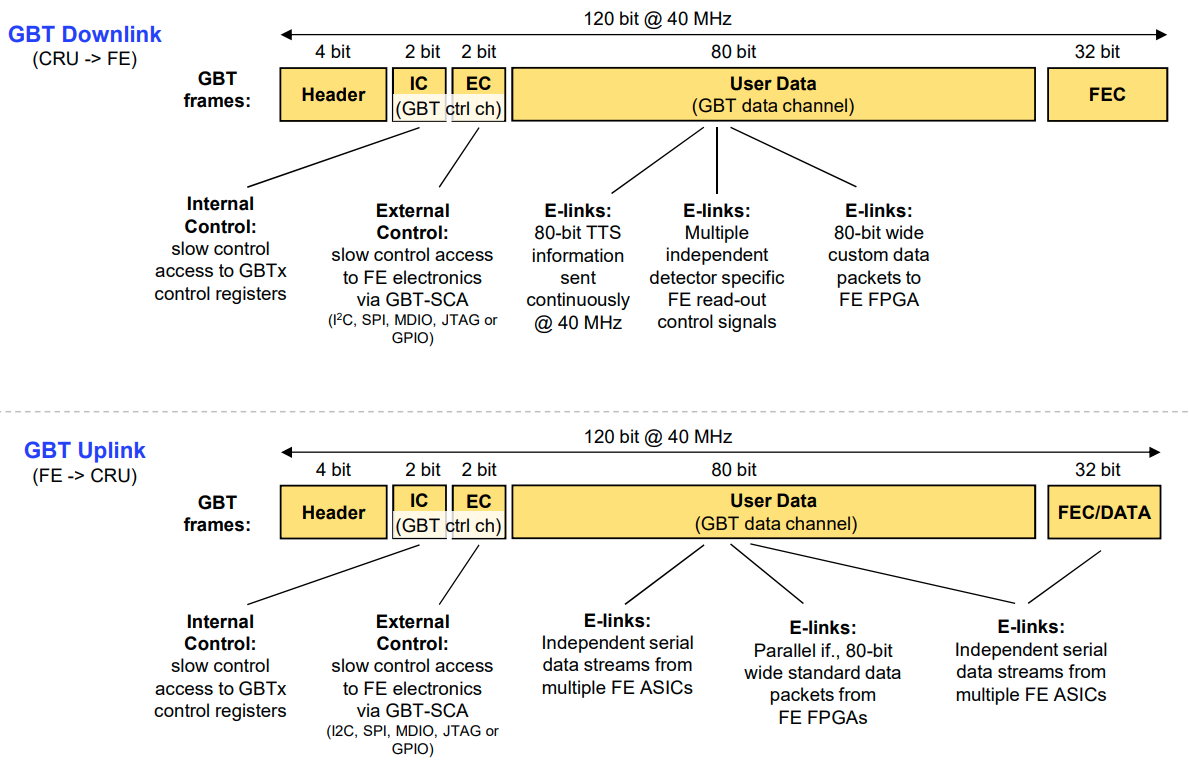 GBT Downlink
(CRU -> FE)
120 bit @ 40 MHz
4 bit
2 bit
2 bit
80 bit
32 bit
GBT
frames:
Header
IC
EC
(GBT ctrl ch)
User Data
(GBT data channel)
FEC
Internal
Control:
slow control
access to GBTx
control registers
External
Control:
slow control access
to FE electronics
via GBT-SCA
(I²C, SPI, MDIO, JTAG or
GPIO)
E-links:
80-bit TTS
information
sent
continuously
@ 40 MHz
E-links:
Multiple
independent
detector specific
FE read-out
control signals
E-links:
80-bit wide
custom data
packets to
FE FPGA
GBT Uplink
(FE -> CRU)
120 bit @ 40 MHz
4 bit
2 bit
2 bit
80 bit
32 bit
GBT
frames:
Header
IC
EC
(GBT ctrl ch)
User Data
(GBT data channel)
FEC/DATA
Internal
Control:
slow control
access to GBTx
control registers
External
Control:
slow control access
to FE electronics
via GBT-SCA
(I2C, SPI, MDIO, JTAG or
GPIO)
E-links:
Independent serial
data streams from
multiple FE ASICs
E-links:
Parallel if., 80-bit
wide standard data
packets from
FE FPGAs
E-links:
Independent serial
data streams from
multiple FE ASICs